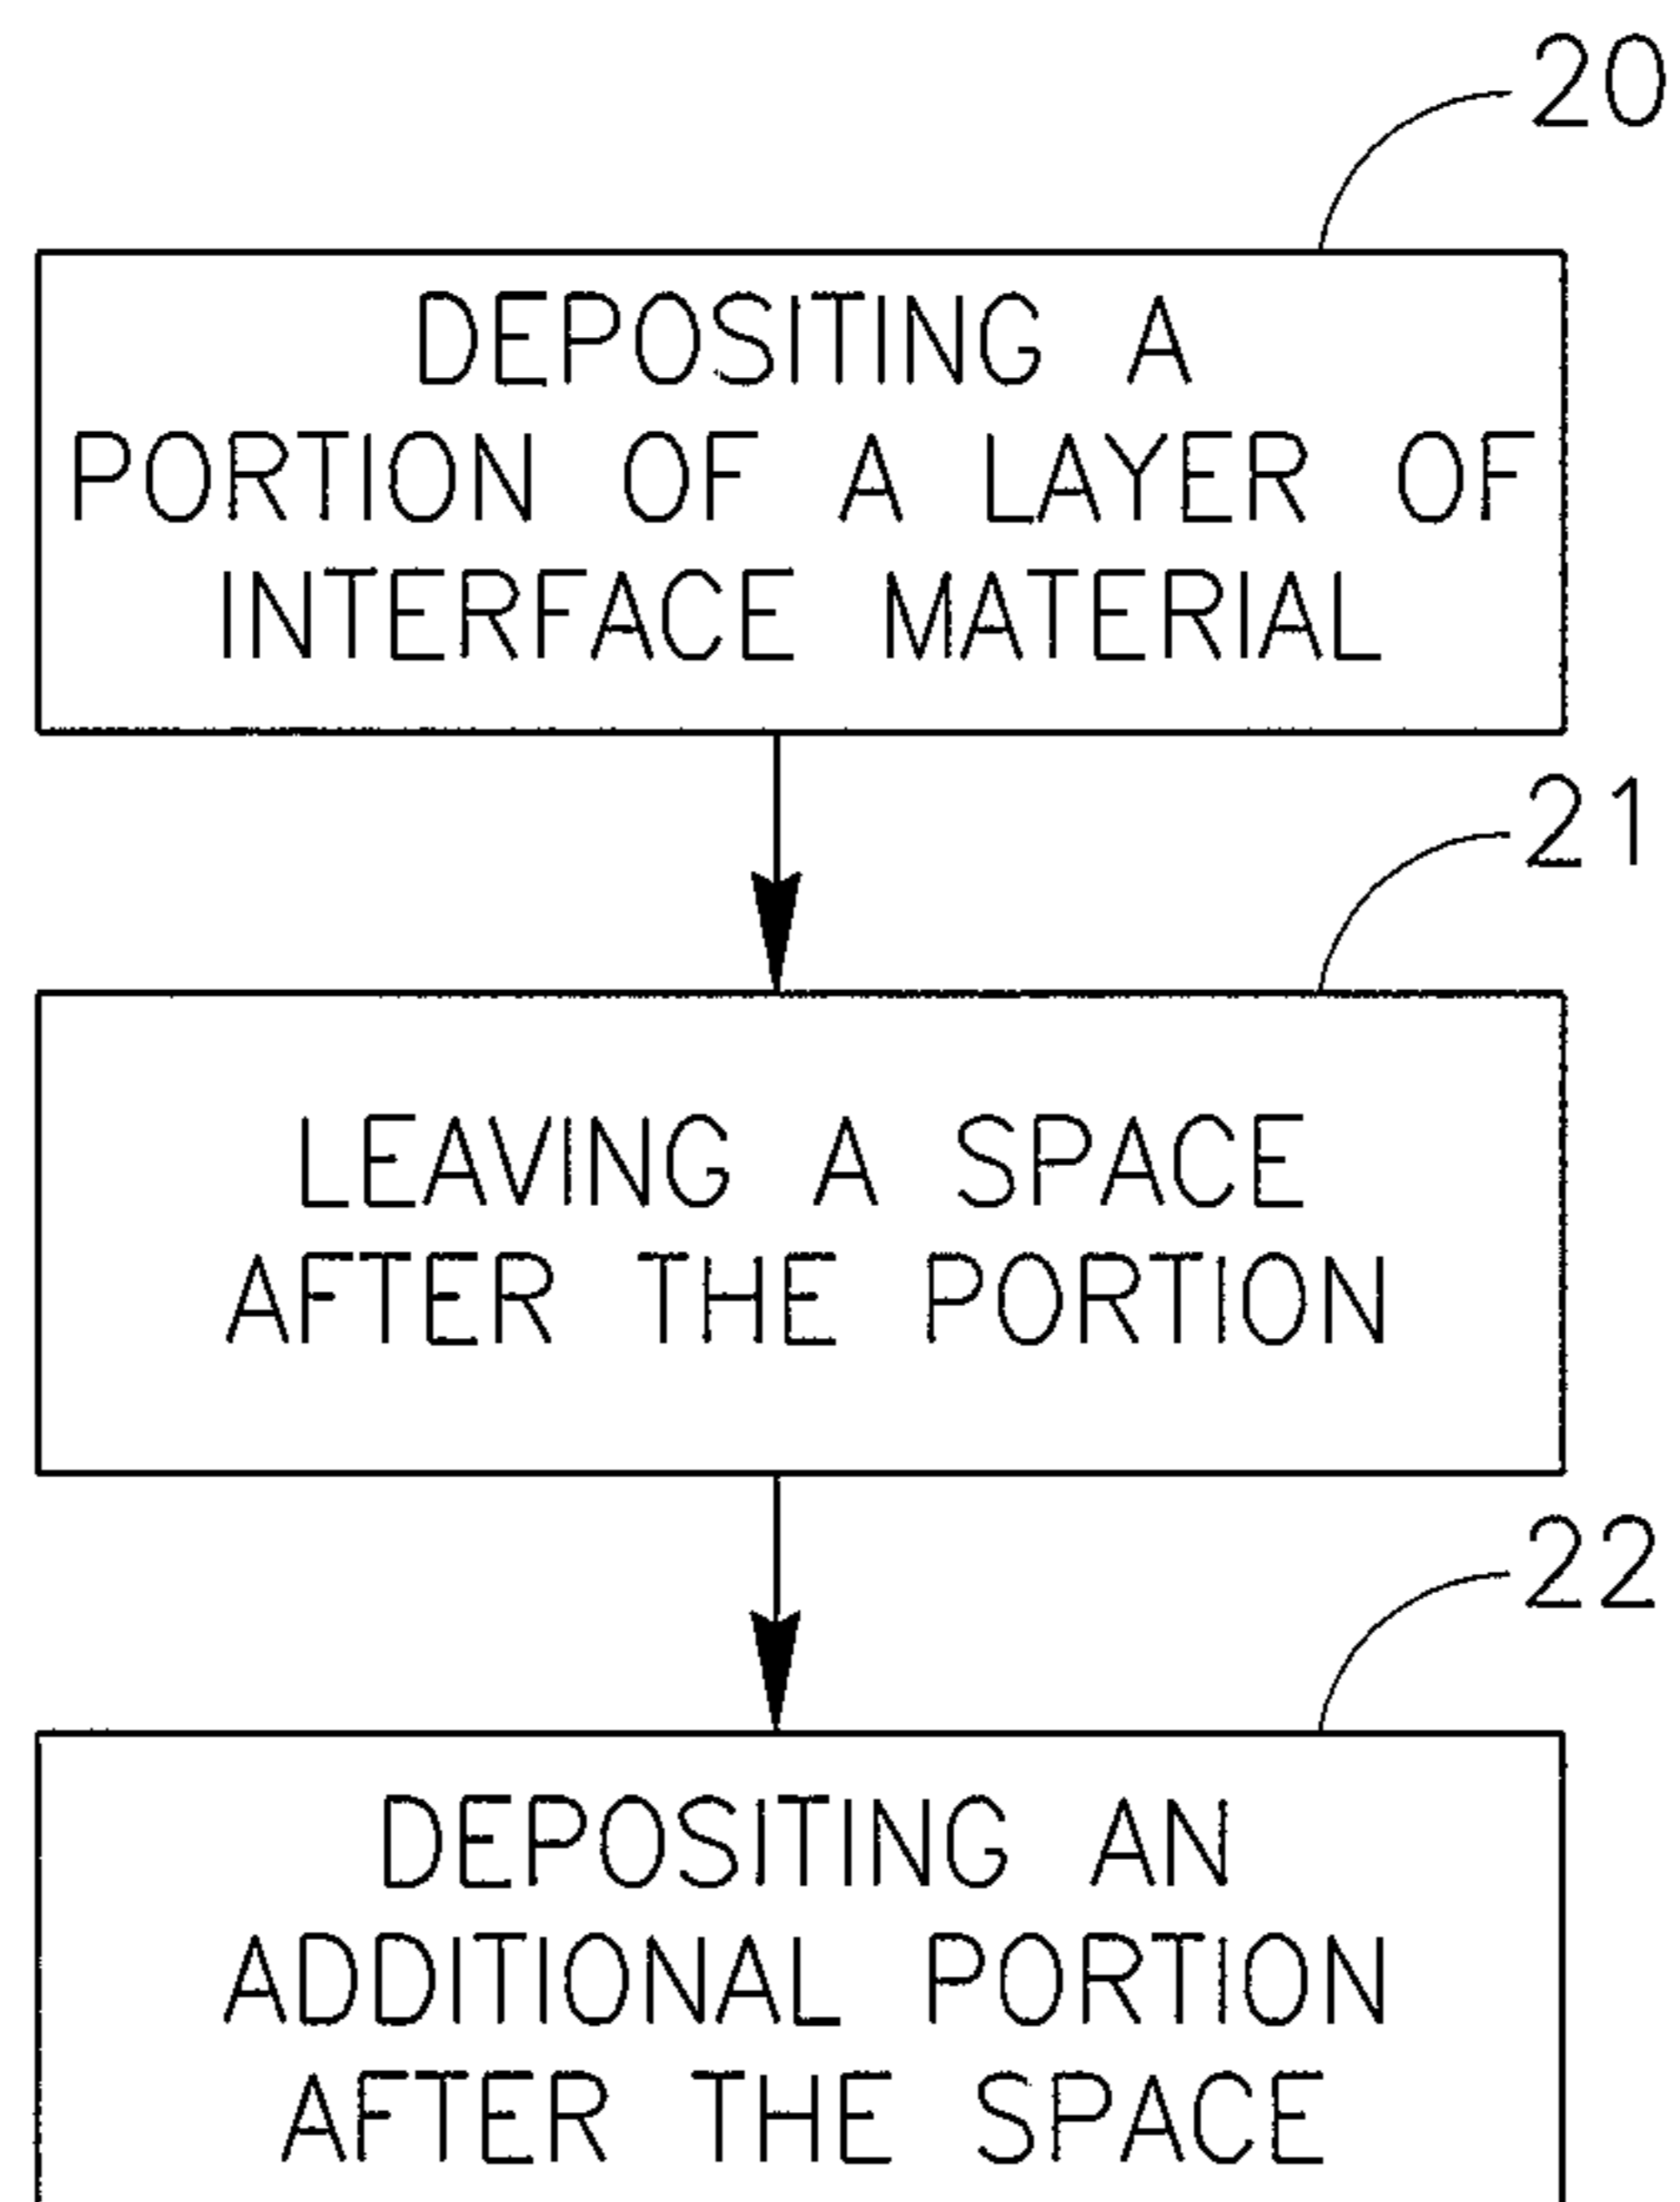 20
DEPOSITING A
PORTION OF A LAYER OF
INTERFACE MATERIAL
21
LEAVING A SPACE
AFTER THE PORTION
22
DEPOSITING AN
ADDITIONAL PORTION
AFTER THE SPACE